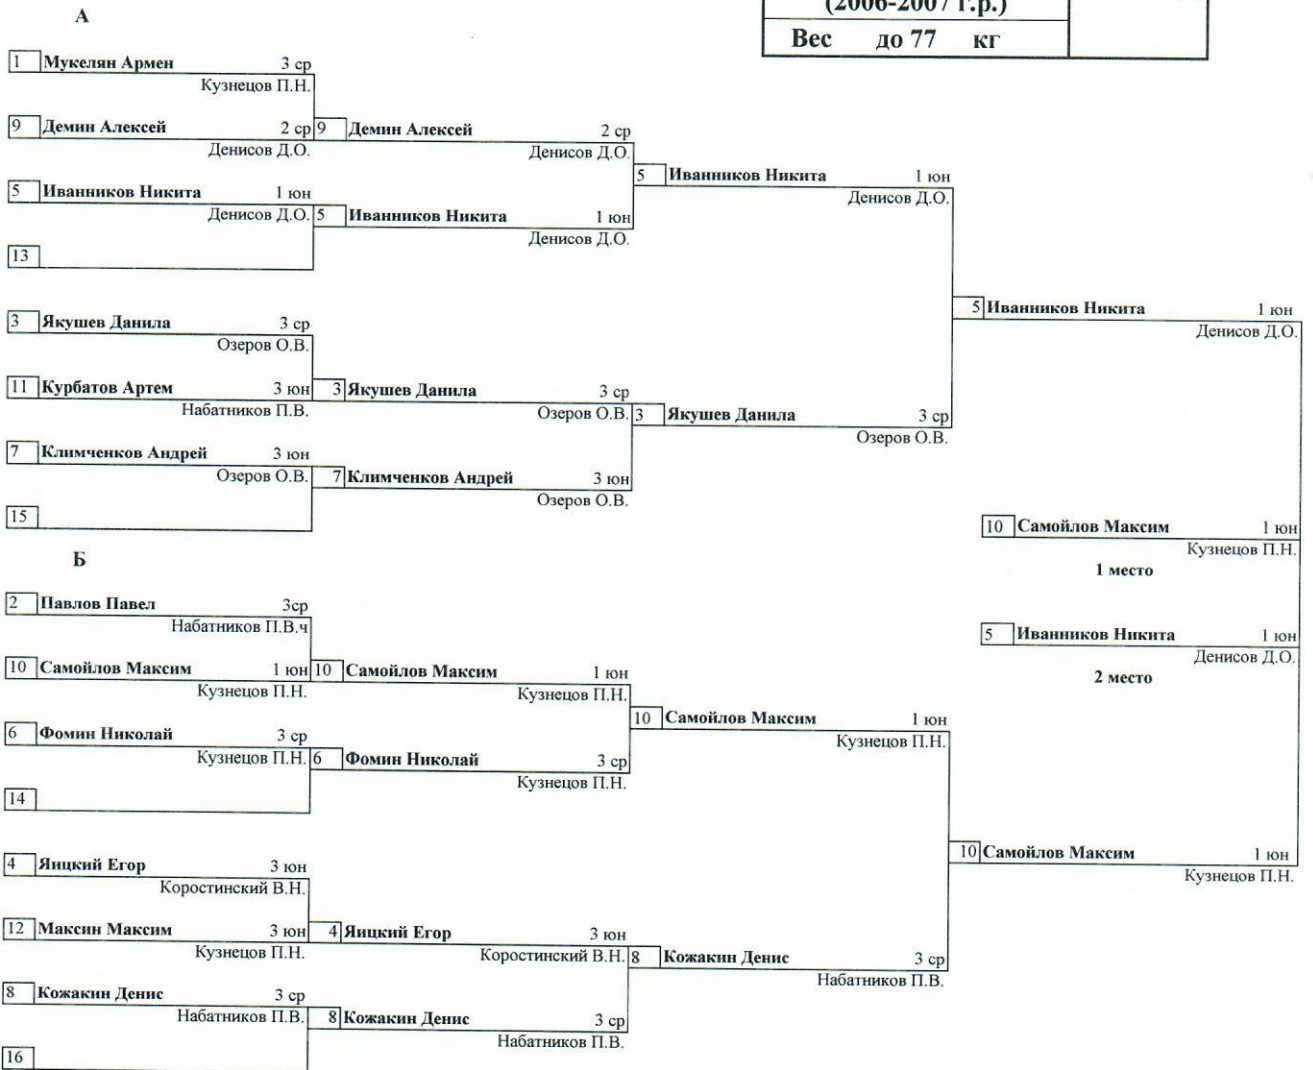 (2006-2007 г.р.)
Вес до 77 кг
А
1 Мукелян Армен 3 ср
Кузнецов П.Н.
9 Демин Алексей 2 ср 9 Демин Алексей 2 ср
Денисов Д.О. Денисов Д.О.
5 Иванников Никита 1 юн
Денисов Д.О.
5 Иванников Никита 1 юн
Денисов Д.О. 5 Иванников Никита 1 юн
Денисов Д.О.
13
5 Иванников Никита 1 юн
Денисов Д.О.
3 Якушев Данила 3 ср
Озеров О.В.
11 Курбатов Артем 3 юн 3 Якушев Данила 3 ср
Набатников П.В. Озеров О.В. 3 Якушев Данила 3 ср
Озеров О.В.
7 Климченков Андрей 3 юн
Озеров О.В. 7 Климченков Андрей 3 юн
Озеров О.В.
15
10 Самойлов Максим 1 юн
Кузнецов П.Н.
1 место
Б
2 Павлов Павел 3ср
Набатников П.В.ч
5 Иванников Никита 1 юн
Денисов Д.О.
2 место
10 Самойлов Максим 1 юн 10 Самойлов Максим 1 юн
Кузнецов П.Н. Кузнецов П.Н.
10 Самойлов Максим 1 юн
Кузнецов П.Н.
6 Фомин Николай 3 ср
Кузнецов П.Н. 6 Фомин Николай 3 ср
Кузнецов П.Н.
14
4 Яицкий Егор 3 юн
Коростинский В.Н.
10 Самойлов Максим 1 юн
Кузнецов П.Н.
12 Максин Максим 3 юн 4 Яицкий Егор 3 юн
Кузнецов П.Н. Коростинский В.Н. 8 Кожакин Денис 3 ср
Набатников П.В.
8 Кожакин Денис 3 ср
Набатников П.В. 8 Кожакин Денис 3 ср
Набатников П.В.
16